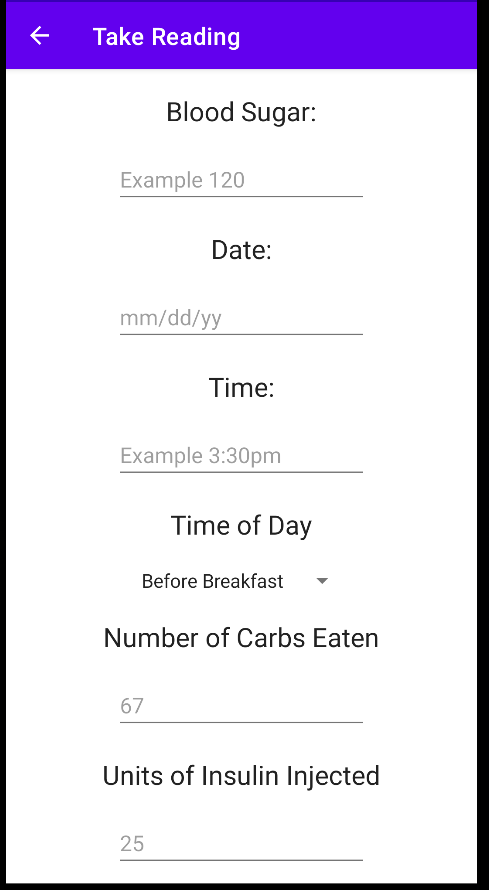 Take Reading
Blood Sugar:
Example 120
Date:
mm/dd/yy
Time:
Example 3:30pm
Time of Day
Before Breakfast
Number of Carbs Eaten
67
Units of Insulin Injected
25